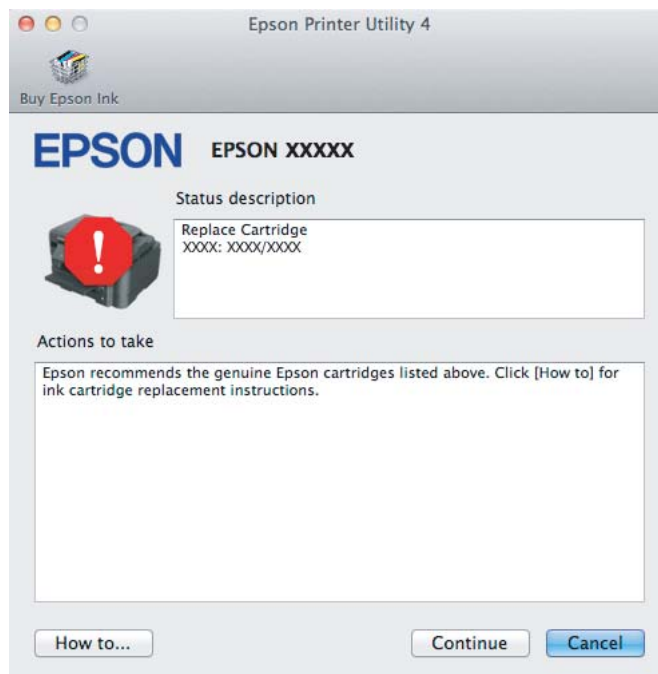 Epson Printer Utility 4
Buy Epson Ink
EPSON EPSON XXXXX
Status description
Replace Cartridge
XXXX: XXXX/XXXX
!
Actions to take
Epson recommends the genuine Epson cartridges listed above. Click [How to] for
ink cartridge replacement instructions.
How to... Continue Cancel